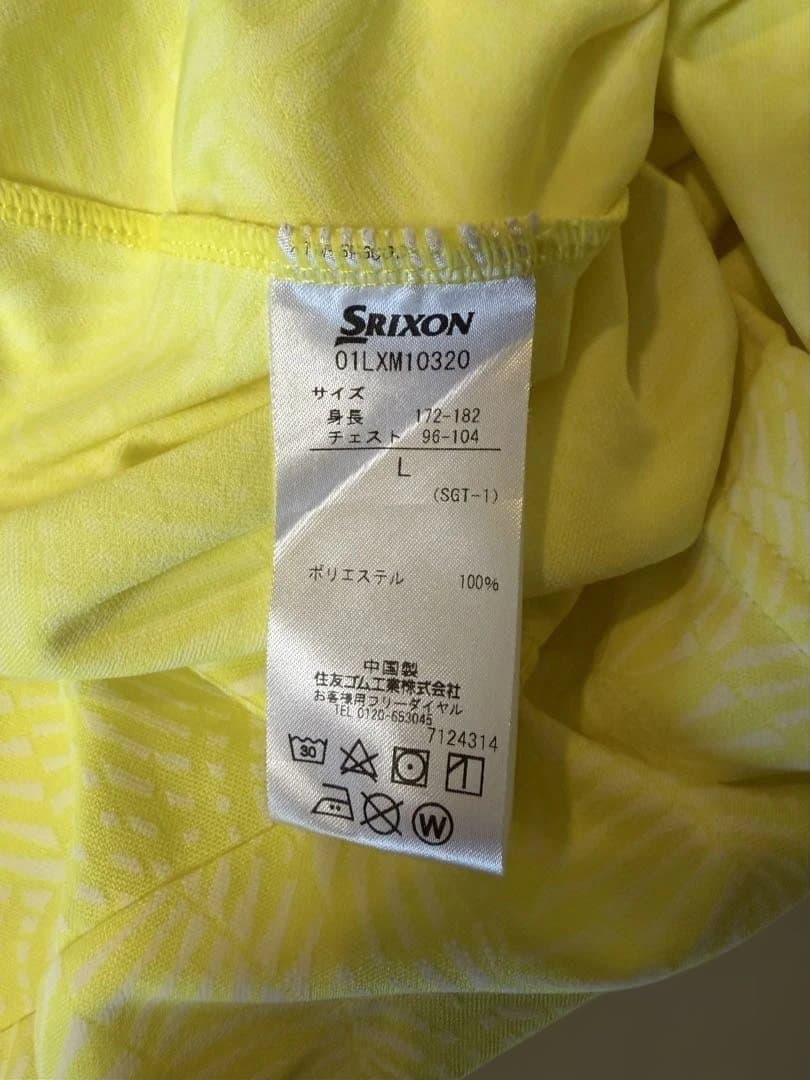 SRIXON
01LXM10320
サイズ
身長 172-182
チェスト 96-104
L
(SGT-1)
ポリエステル 100%
中国製
住友ゴム工業株式会社
お客様用フリーダイヤル
TEL 0120-653045
7124314
30
W